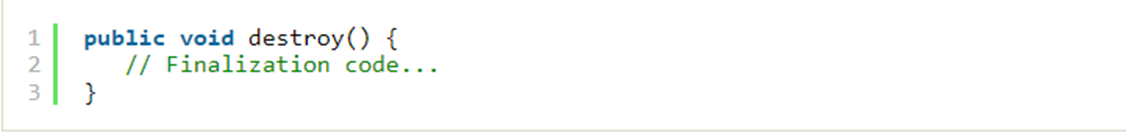 1 public void destroy() {
2    // Finalization code...
3 }